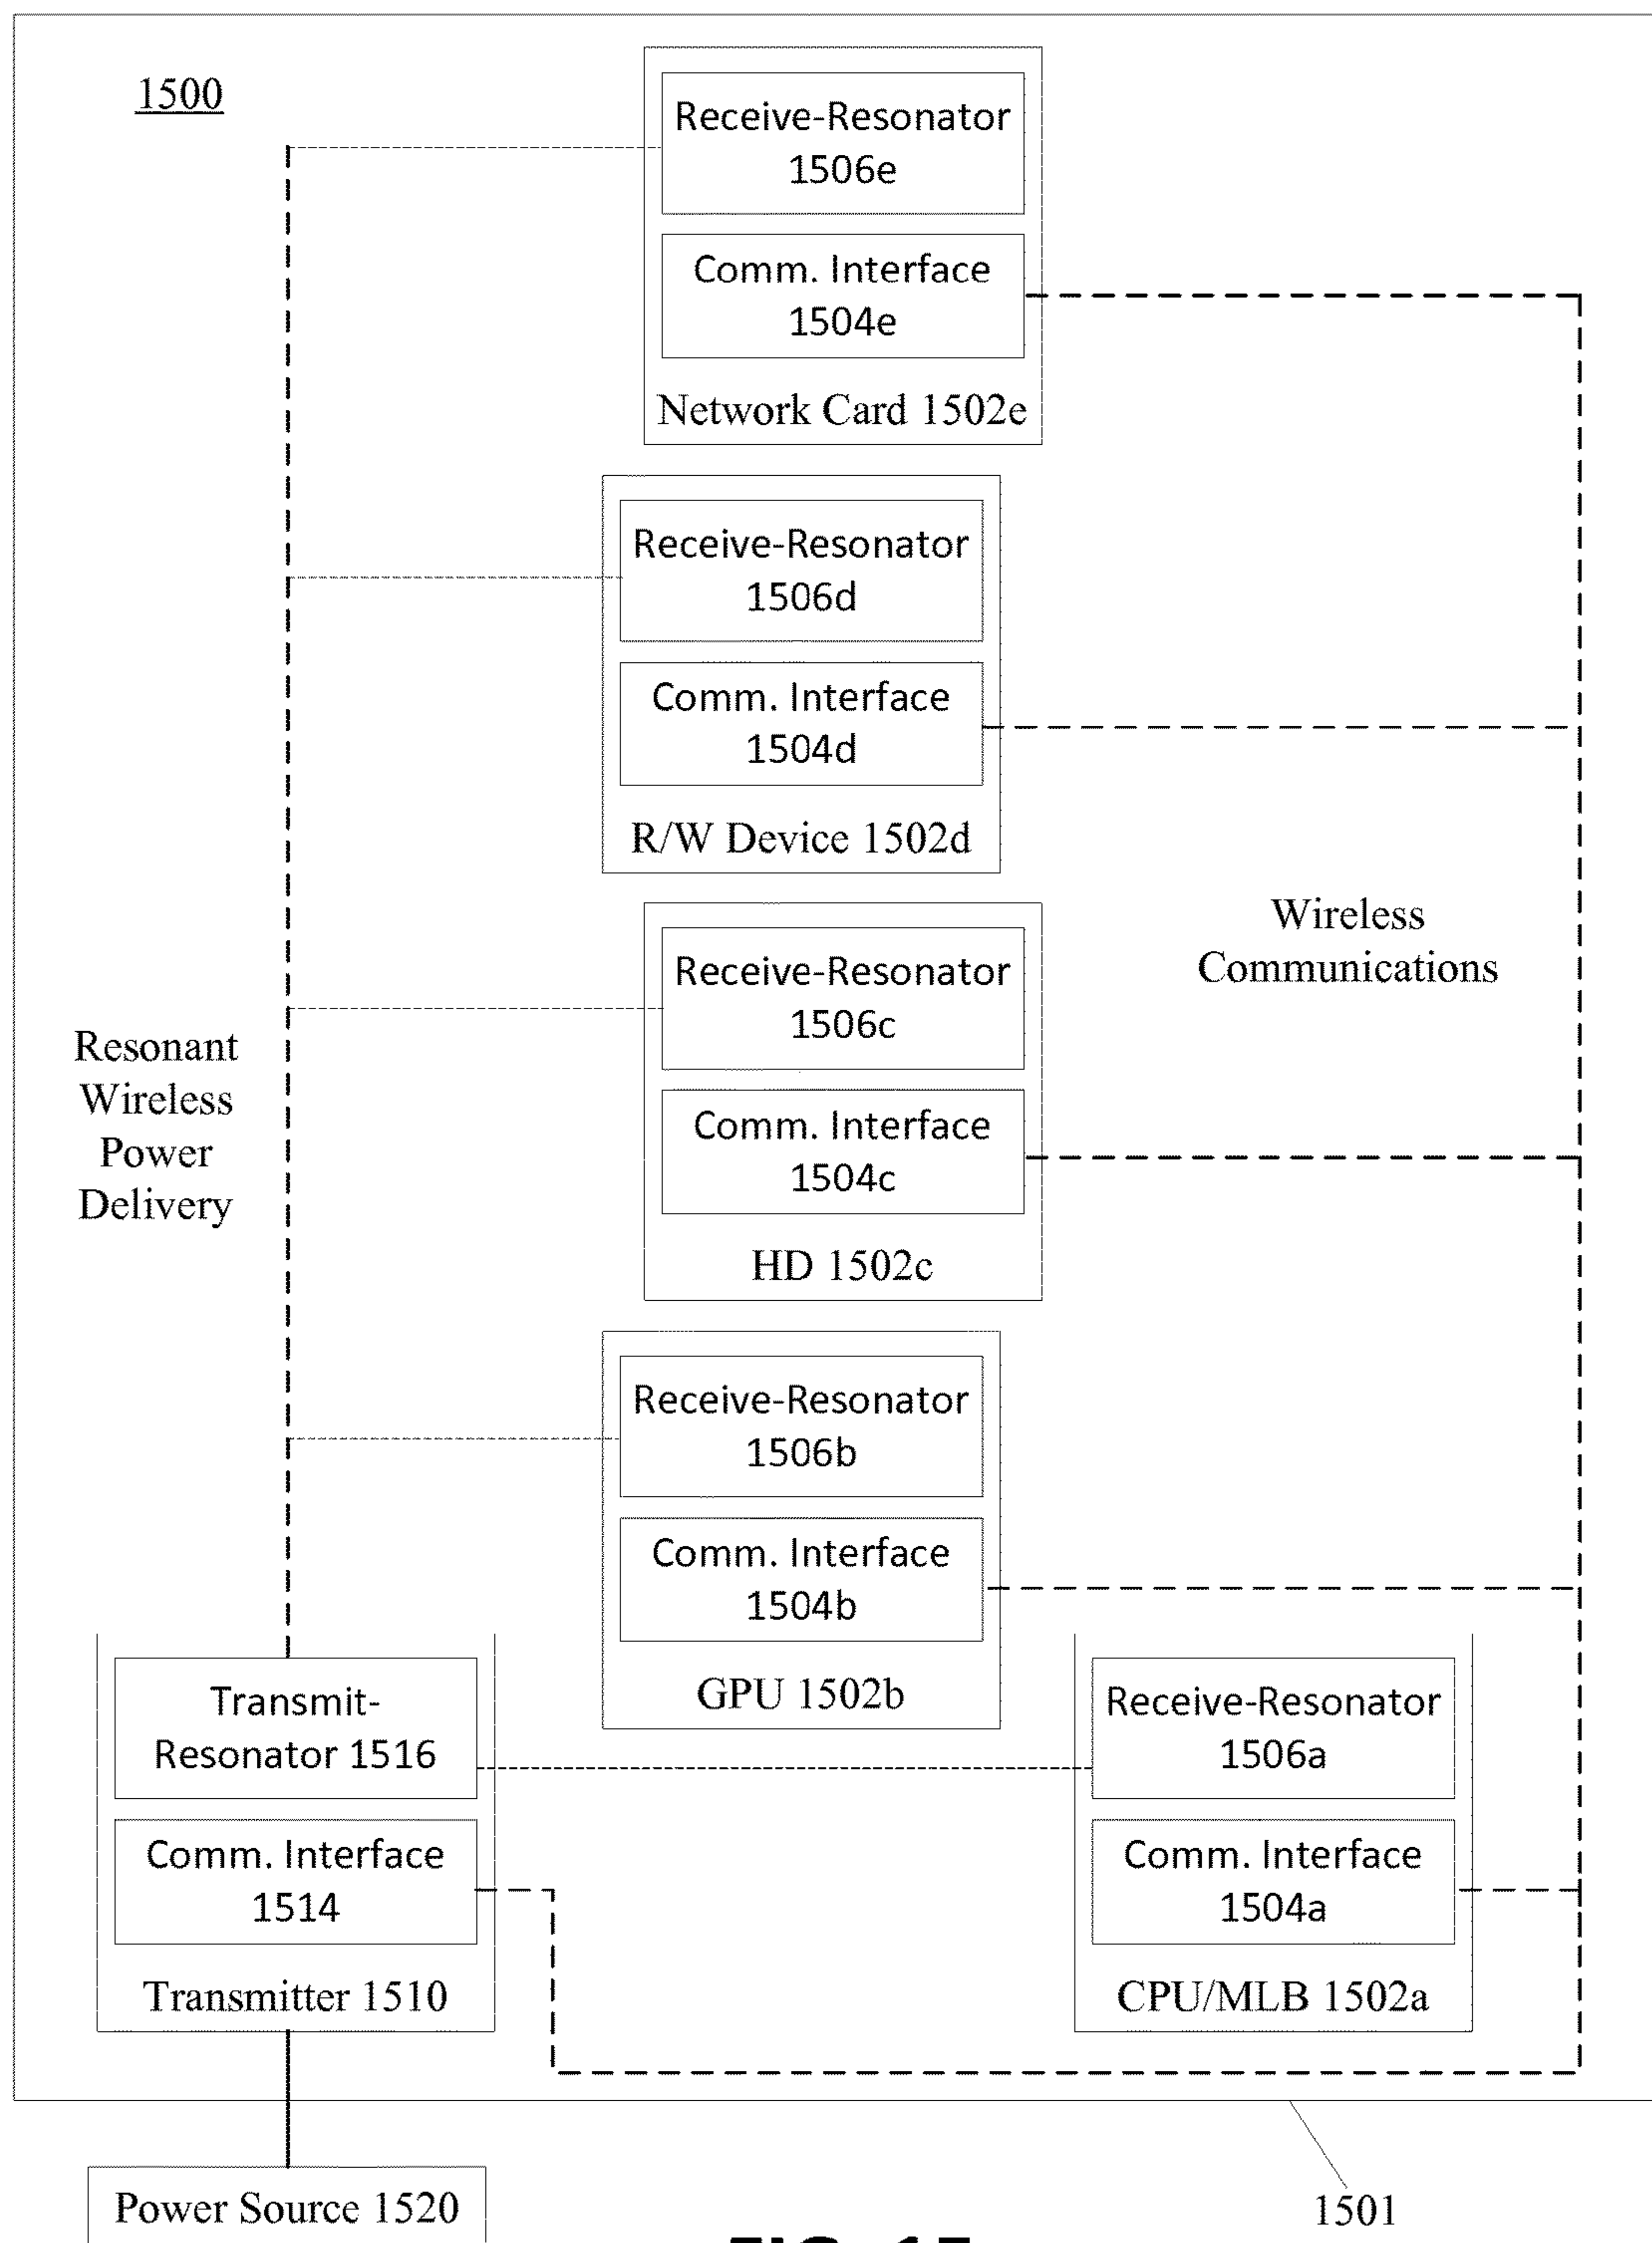 1500
Receive-Resonator
1506e
Comm. Interface
1504e
Network Card 1502e
Receive-Resonator
1506d
Comm. Interface
1504d
R/W Device 1502d
Wireless
Communications
Receive-Resonator
1506c
Comm. Interface
1504c
HD 1502c
Resonant
Wireless
Power
Delivery
Receive-Resonator
1506b
Comm. Interface
1504b
GPU 1502b
Transmit-
Resonator 1516
Comm. Interface
1514
Transmitter 1510
Receive-Resonator
1506a
Comm. Interface
1504a
CPU/MLB 1502a
Power Source 1520
1501